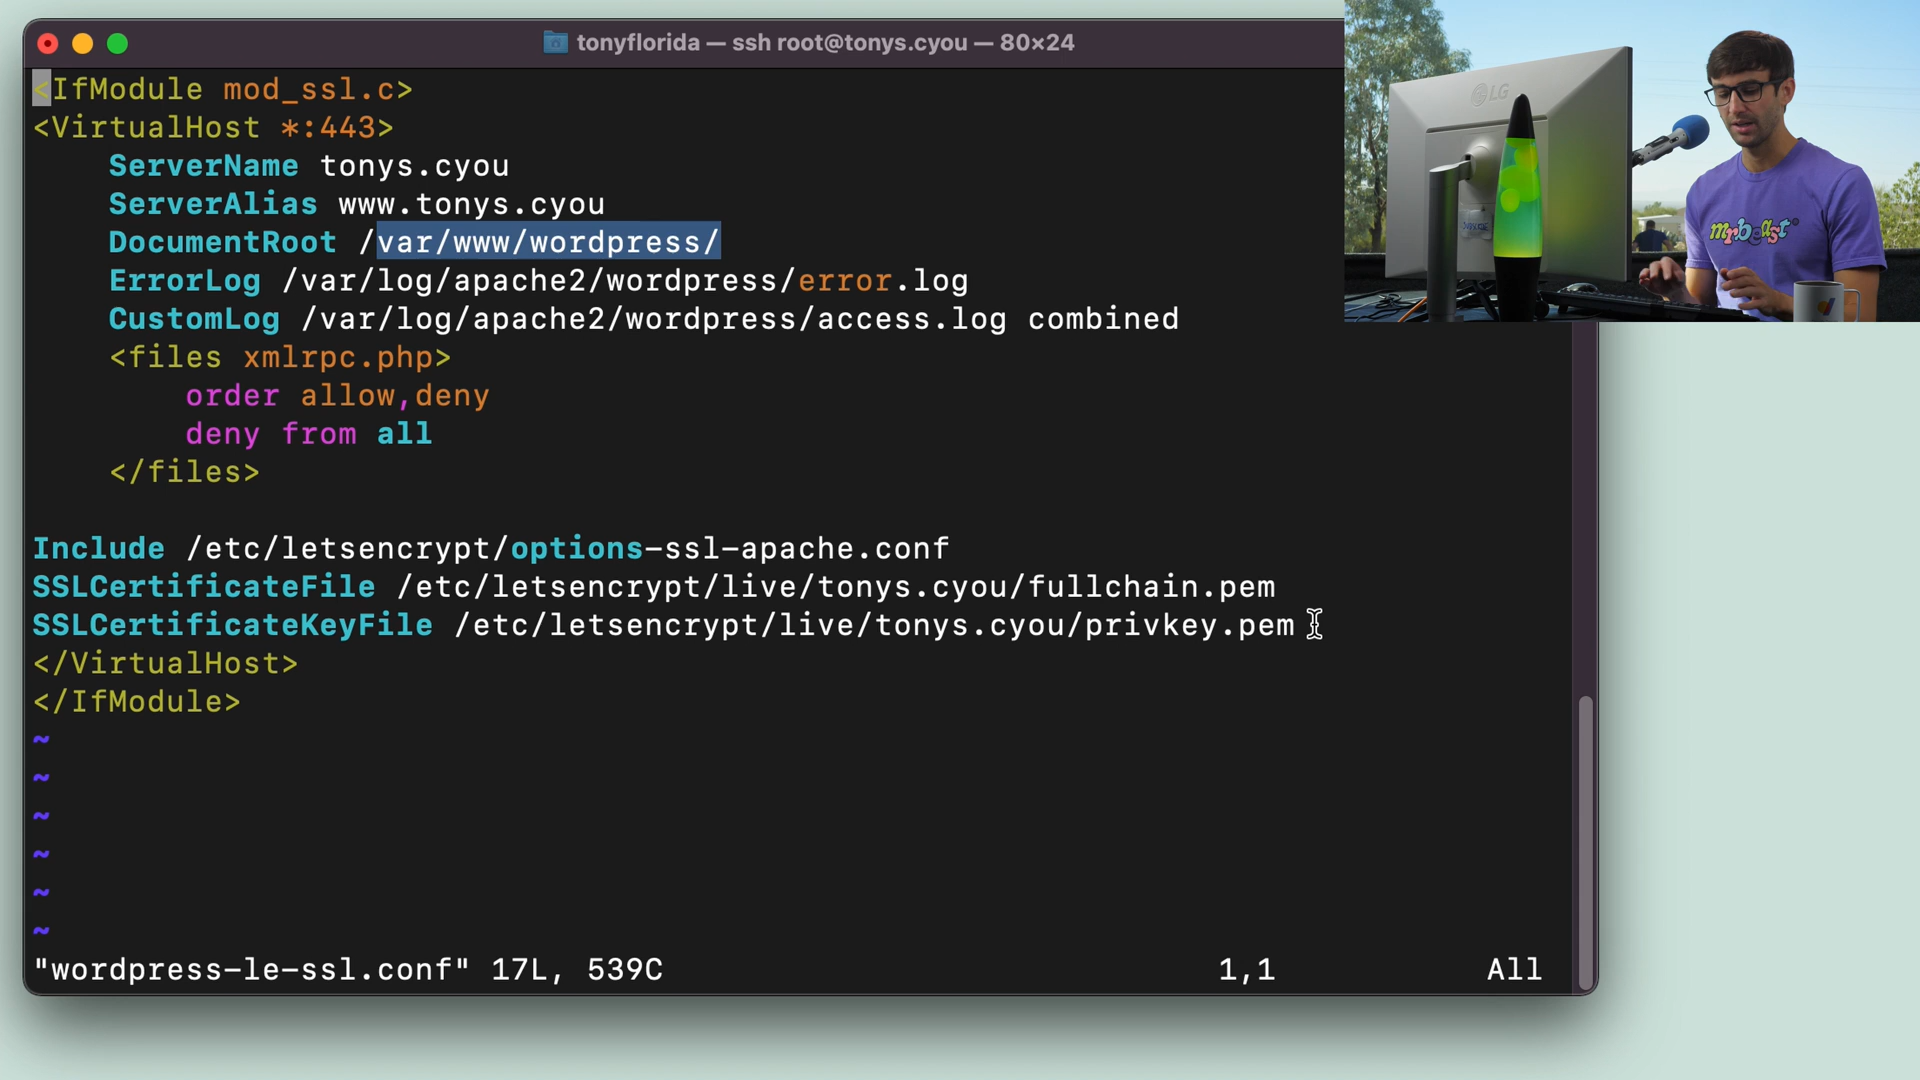 tonyflorida — ssh root@tonys.cyou — 80×24
<IfModule mod_ssl.c>
<VirtualHost *:443>
    ServerName tonys.cyou
    ServerAlias www.tonys.cyou
    DocumentRoot /var/www/wordpress/
    ErrorLog /var/log/apache2/wordpress/error.log
    CustomLog /var/log/apache2/wordpress/access.log combined
    <files xmlrpc.php>
        order allow,deny
        deny from all
    </files>
Include /etc/letsencrypt/options-ssl-apache.conf
SSLCertificateFile /etc/letsencrypt/live/tonys.cyou/fullchain.pem
SSLCertificateKeyFile /etc/letsencrypt/live/tonys.cyou/privkey.pem
</VirtualHost>
</IfModule>
~
~
~
~
~
~
"wordpress-le-ssl.conf" 17L, 539C 1,1 All
LG
mrbeast